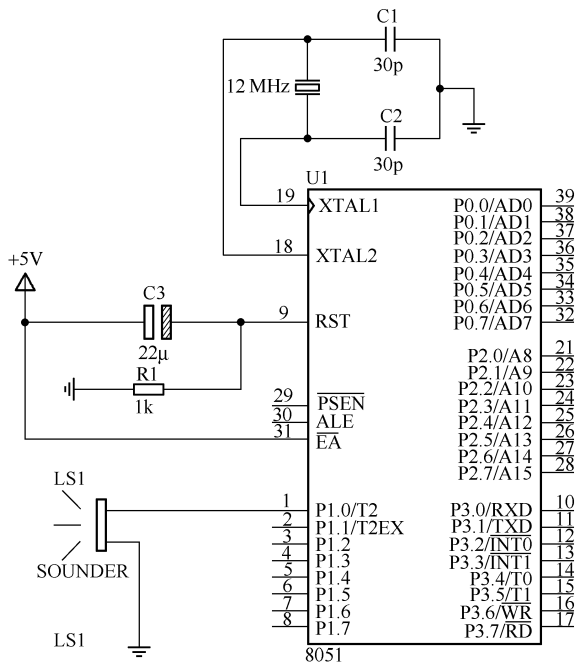 C1
30p
12 MHz
C2
30p
U1
19
XTAL1
18
XTAL2
+5V
C3
22μ
9
RST
R1
1k
29
PSEN
30
ALE
31
EA
LS1
SOUNDER
LS1
1
P1.0/T2
2
P1.1/T2EX
3
P1.2
4
P1.3
5
P1.4
6
P1.5
7
P1.6
8
P1.7
P0.0/AD0
39
P0.1/AD1
38
P0.2/AD2
37
P0.3/AD3
36
P0.4/AD4
35
P0.5/AD5
34
P0.6/AD6
33
P0.7/AD7
32
P2.0/A8
21
P2.1/A9
22
P2.2/A10
23
P2.3/A11
24
P2.4/A12
25
P2.5/A13
26
P2.6/A14
27
P2.7/A15
28
P3.0/RXD
10
P3.1/TXD
11
P3.2/INT0
12
P3.3/INT1
13
P3.4/T0
14
P3.5/T1
15
P3.6/WR
16
P3.7/RD
17
8051